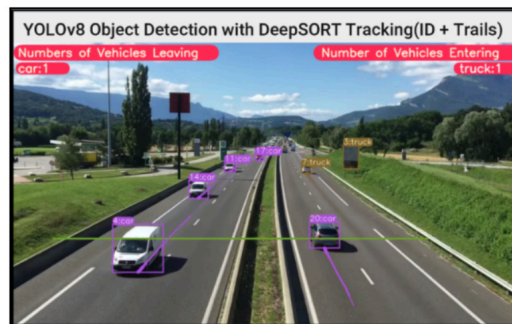 YOLOv8 Object Detection with DeepSORT Tracking(ID + Trails)
Numbers of Vehicles Leaving
Number of Vehicles Entering
car:1
truck:1
17:car
11:car
3:truck
7:truck
14:car
4:car
20:car